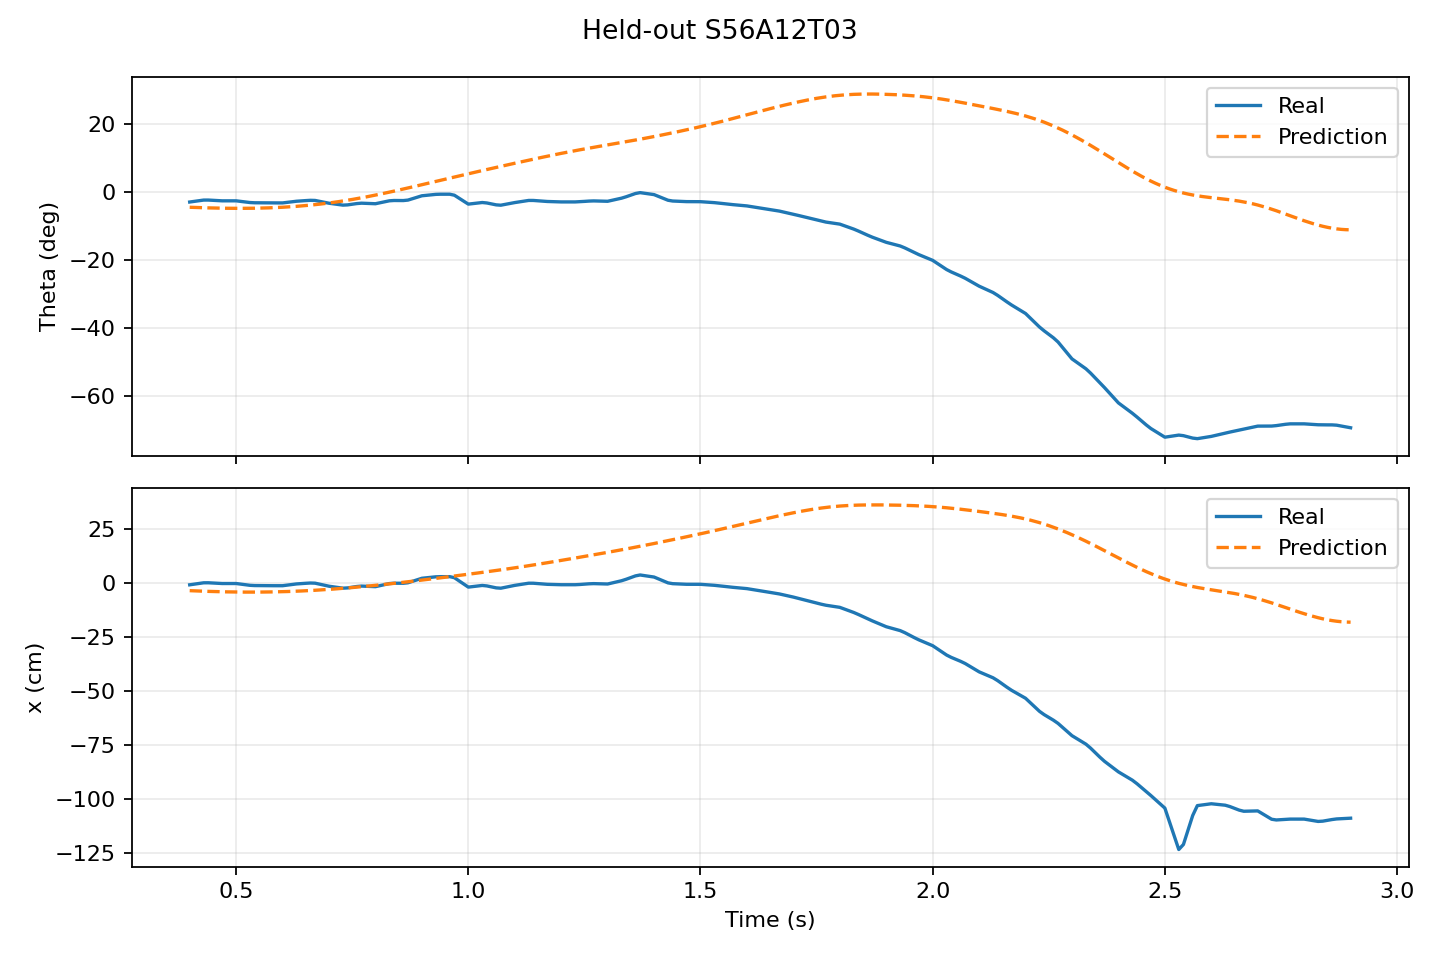 Held-out S56A12T03
Real
Prediction
Theta (deg)
20
0
−20
−40
−60
Real
Prediction
x (cm)
25
0
−25
−50
−75
−100
−125
0.5 1.0 1.5 2.0 2.5 3.0
Time (s)